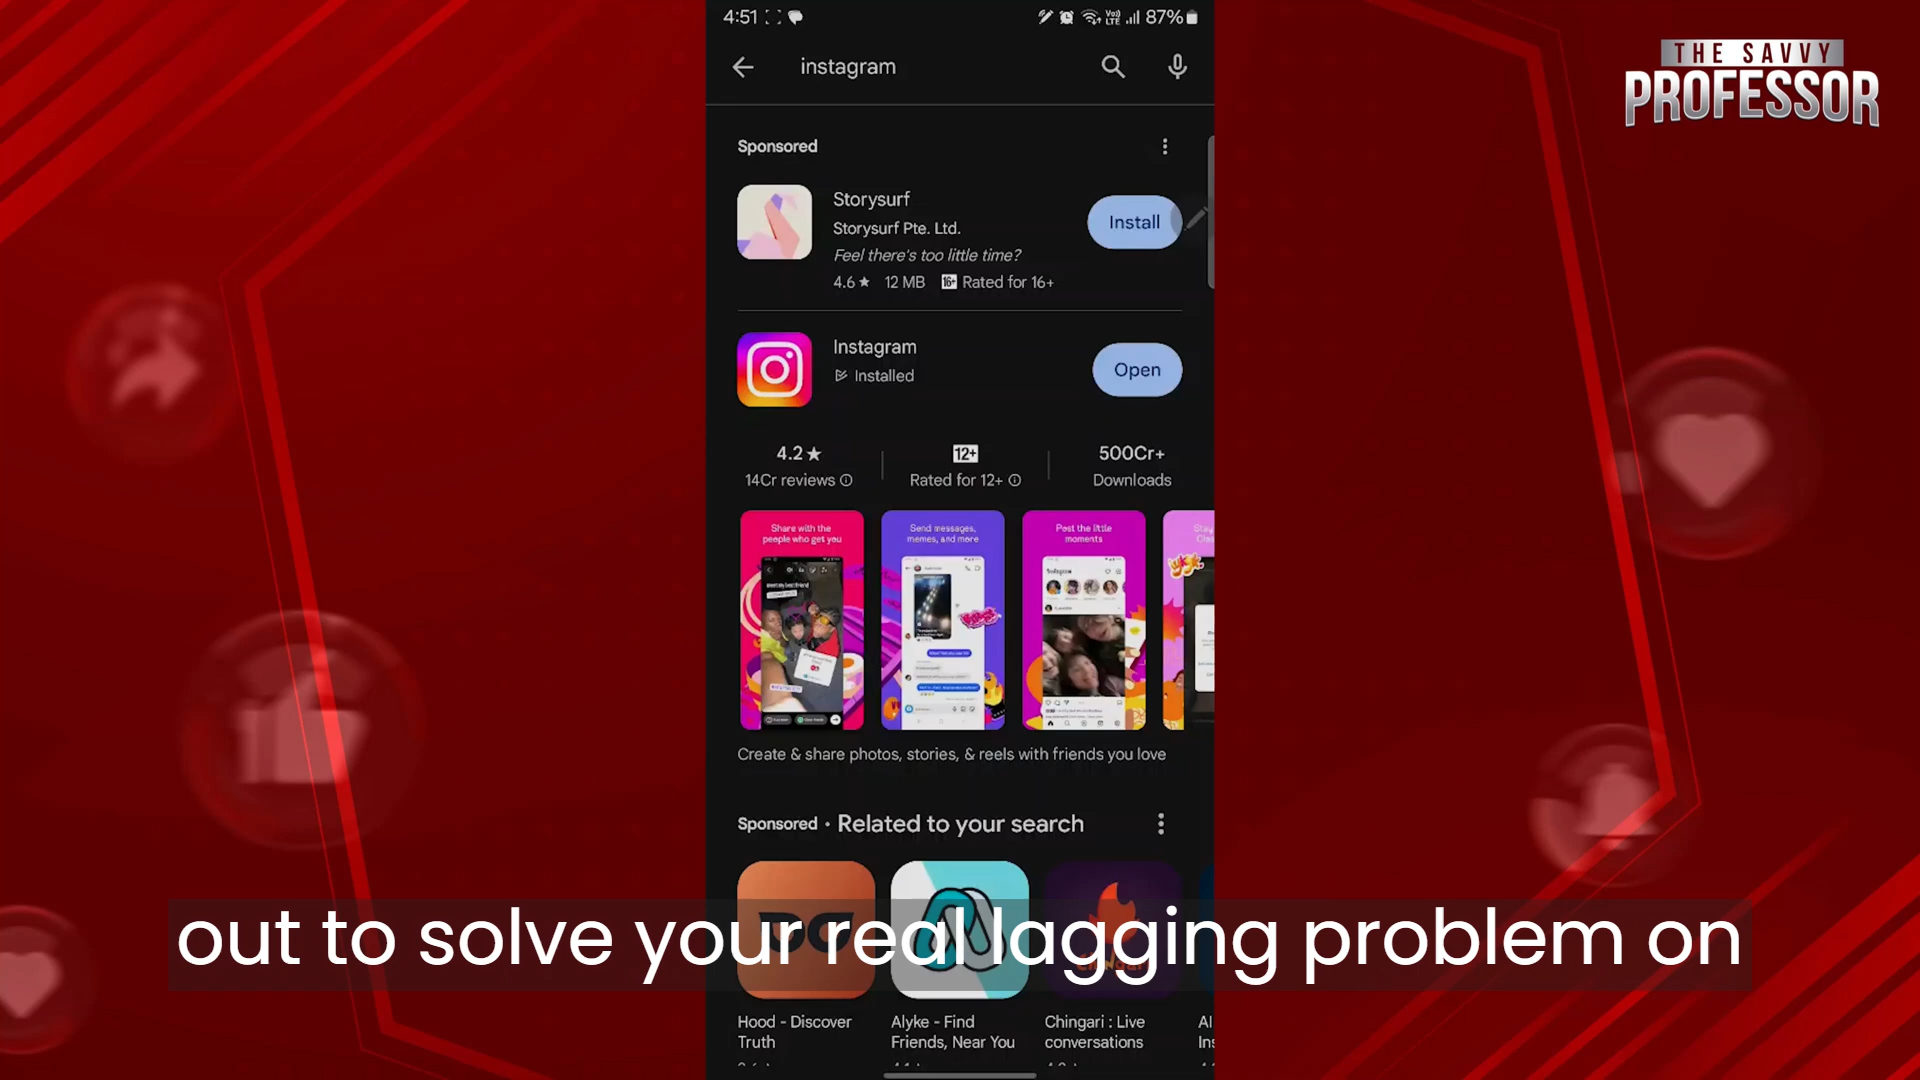 4:51
Vo)) LTE 87%
THE SAVVY
PROFESSOR
instagram
Sponsored
Storysurf
Storysurf Pte. Ltd.
Feel there's too little time?
4.6★ 12 MB 16+ Rated for 16+
Install
Instagram
Installed
Open
4.2★ 12+ 500Cr+
14Cr reviews Rated for 12+ Downloads
Share with the
people who get you
Send messages,
memes, and more
Post the little
moments
Create & share photos, stories, & reels with friends you love
Sponsored • Related to your search
out to solve your real lagging problem on
Hood - Discover
Truth
Alyke - Find
Friends, Near You
Chingari : Live
conversations